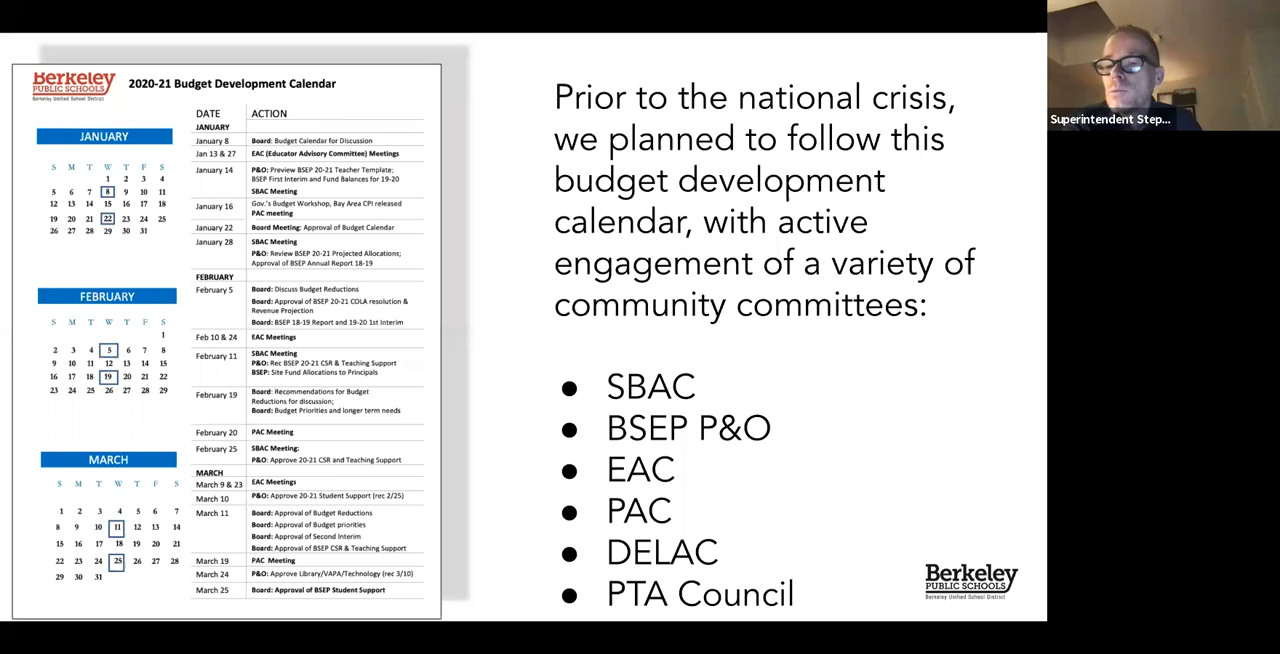 Berkeley
PUBLIC SCHOOLS
Berkeley Unified School District
2020-21 Budget Development Calendar
JANUARY
S M T W T F S
1 2 3 4
5 6 7 8 9 10 11
12 13 14 15 16 17 18
19 20 21 22 23 24 25
26 27 28 29 30 31
FEBRUARY
S M T W T F S
1
2 3 4 5 6 7 8
9 10 11 12 13 14 15
16 17 18 19 20 21 22
23 24 25 26 27 28 29
MARCH
S M T W T F S
1 2 3 4 5 6 7
8 9 10 11 12 13 14
15 16 17 18 19 20 21
22 23 24 25 26 27 28
29 30 31
DATE ACTION
JANUARY
January 8 Board: Budget Calendar for Discussion
Jan 13 & 27 EAC (Educator Advisory Committee) Meetings
January 14 P&O: Preview BSEP 20-21 Teacher Template;
BSEP First Interim and Fund Balances for 19-20
SBAC Meeting
January 16 Gov.'s Budget Workshop, Bay Area CPI released
PAC meeting
January 22 Board Meeting: Approval of Budget Calendar
January 28 SBAC Meeting
P&O: Review BSEP 20-21 Projected Allocations;
Approval of BSEP Annual Report 18-19
FEBRUARY
February 5 Board: Discuss Budget Reductions
Board: Approval of BSEP 20-21 COLA resolution &
Revenue Projection
Board: BSEP 18-19 Report and 19-20 1st Interim
Feb 10 & 24 EAC Meetings
February 11 SBAC Meeting
P&O: Rec BSEP 20-21 CSR & Teaching Support
BSEP: Site Fund Allocations to Principals
February 19 Board: Recommendations for Budget
Reductions for discussion;
Board: Budget Priorities and longer term needs
February 20 PAC Meeting
February 25 SBAC Meeting:
P&O: Approve 20-21 CSR and Teaching Support
MARCH
March 9 & 23 EAC Meetings
March 10 P&O: Approve 20-21 Student Support (rec 2/25)
March 11 Board: Approval of Budget Reductions
Board: Approval of Budget priorities
Board: Approval of Second Interim
Board: Approval of BSEP CSR & Teaching Support
March 19 PAC Meeting
March 24 P&O: Approve Library/VAPA/Technology (rec 3/10)
March 25 Board: Approval of BSEP Student Support
Prior to the national crisis,
we planned to follow this
budget development
calendar, with active
engagement of a variety of
community committees:
● SBAC
● BSEP P&O
● EAC
● PAC
● DELAC
● PTA Council
Berkeley
PUBLIC SCHOOLS
Berkeley Unified School District
Superintendent Step...